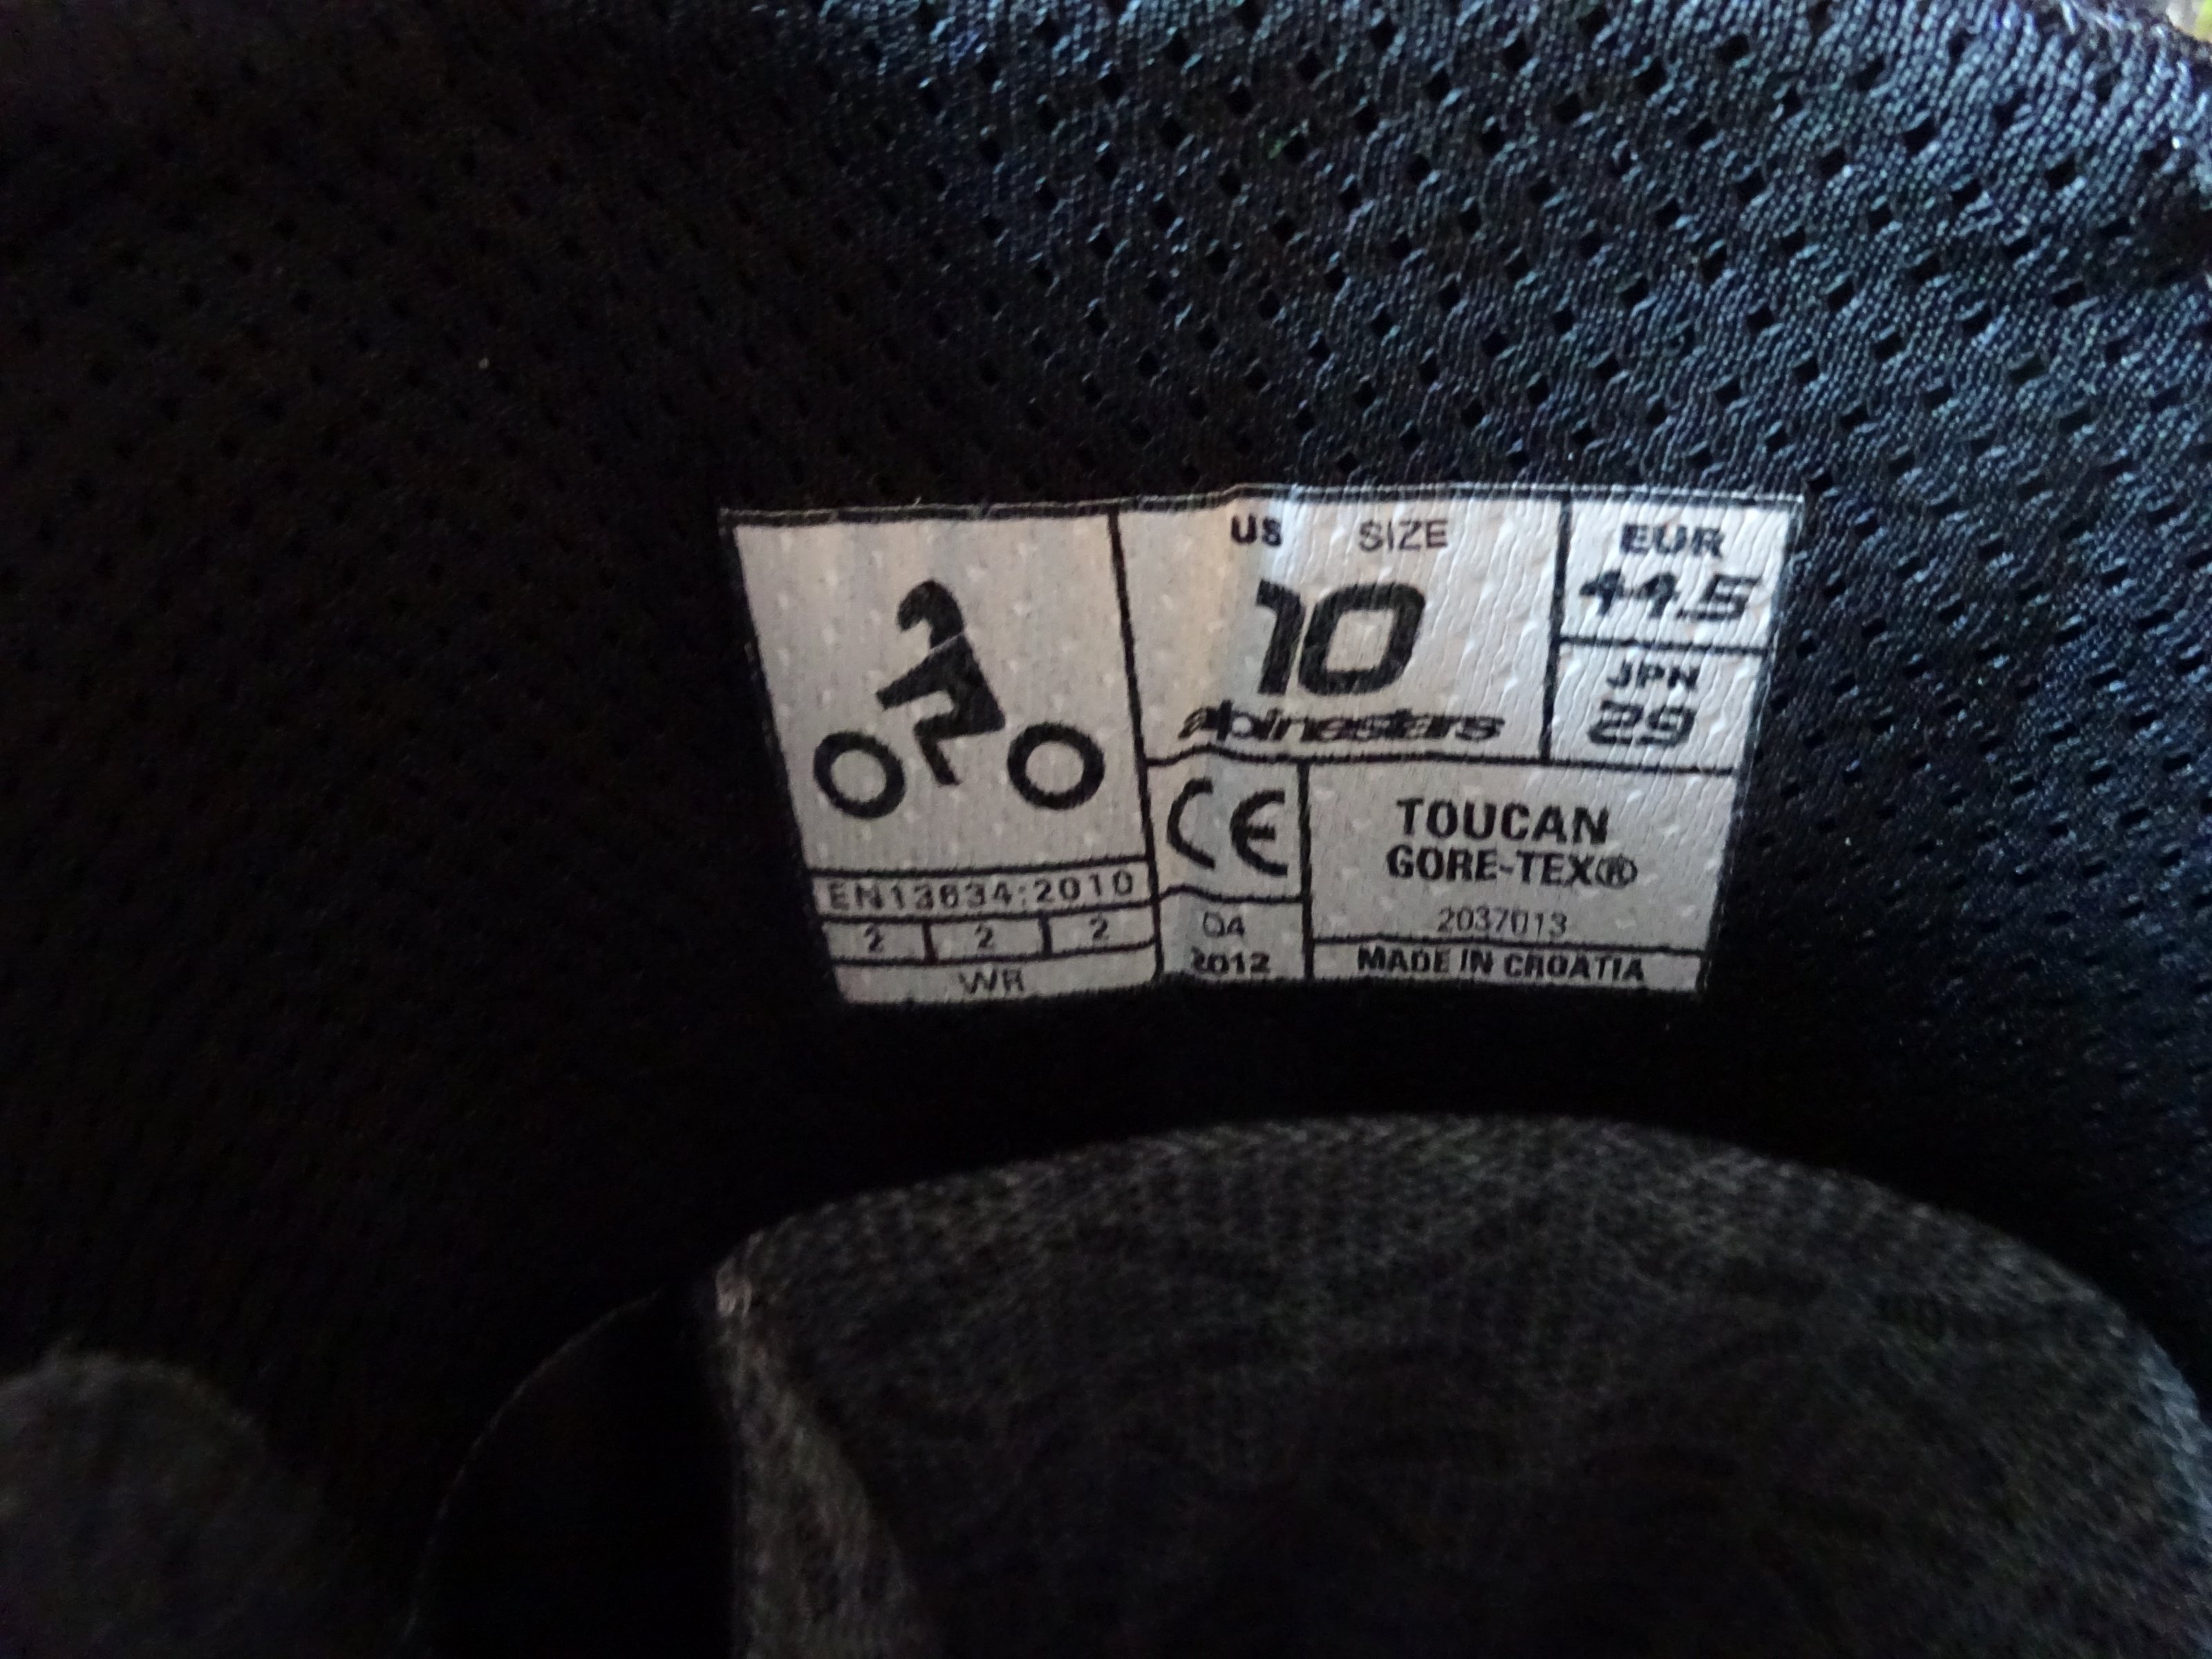 US SIZE
10
alpinestars
EUR
44.5
JPN
29
EN13634:2010
2 2 2
WR
CE
04
2012
TOUCAN
GORE-TEX®
2037013
MADE IN CROATIA